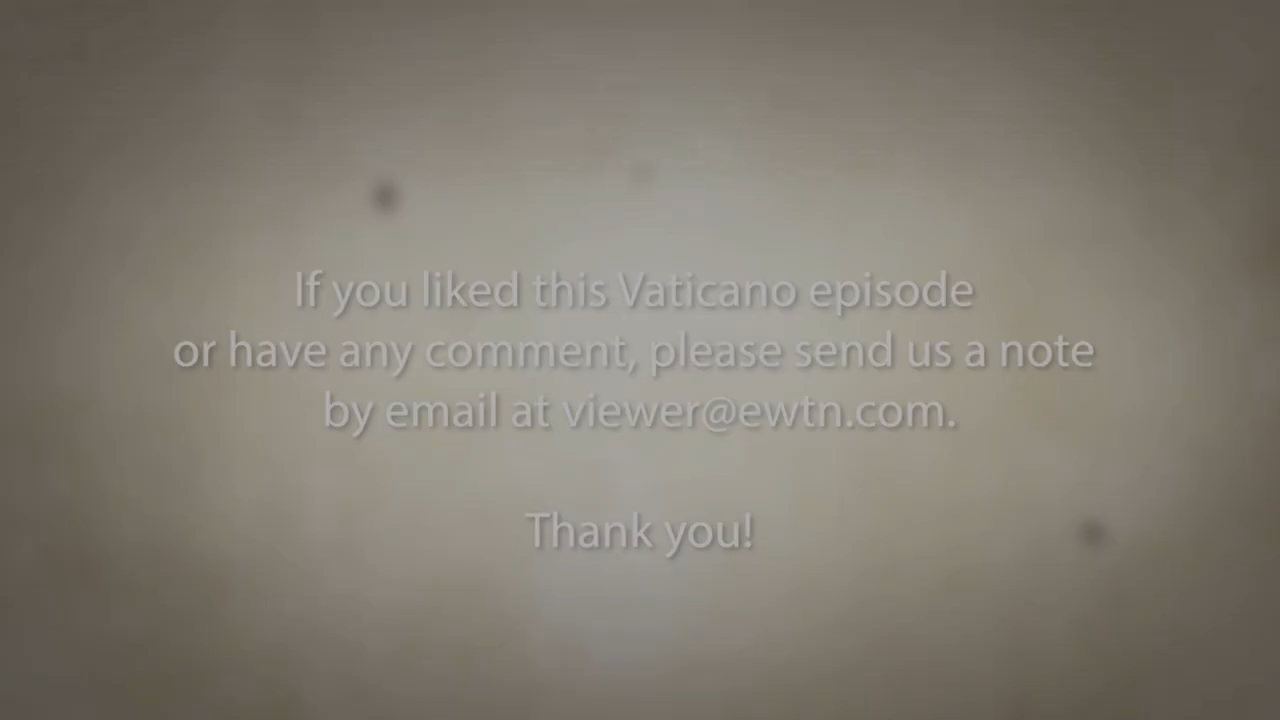 If you liked this Vaticano episode
or have any comment, please send us a note
by email at viewer@ewtn.com.
Thank you!